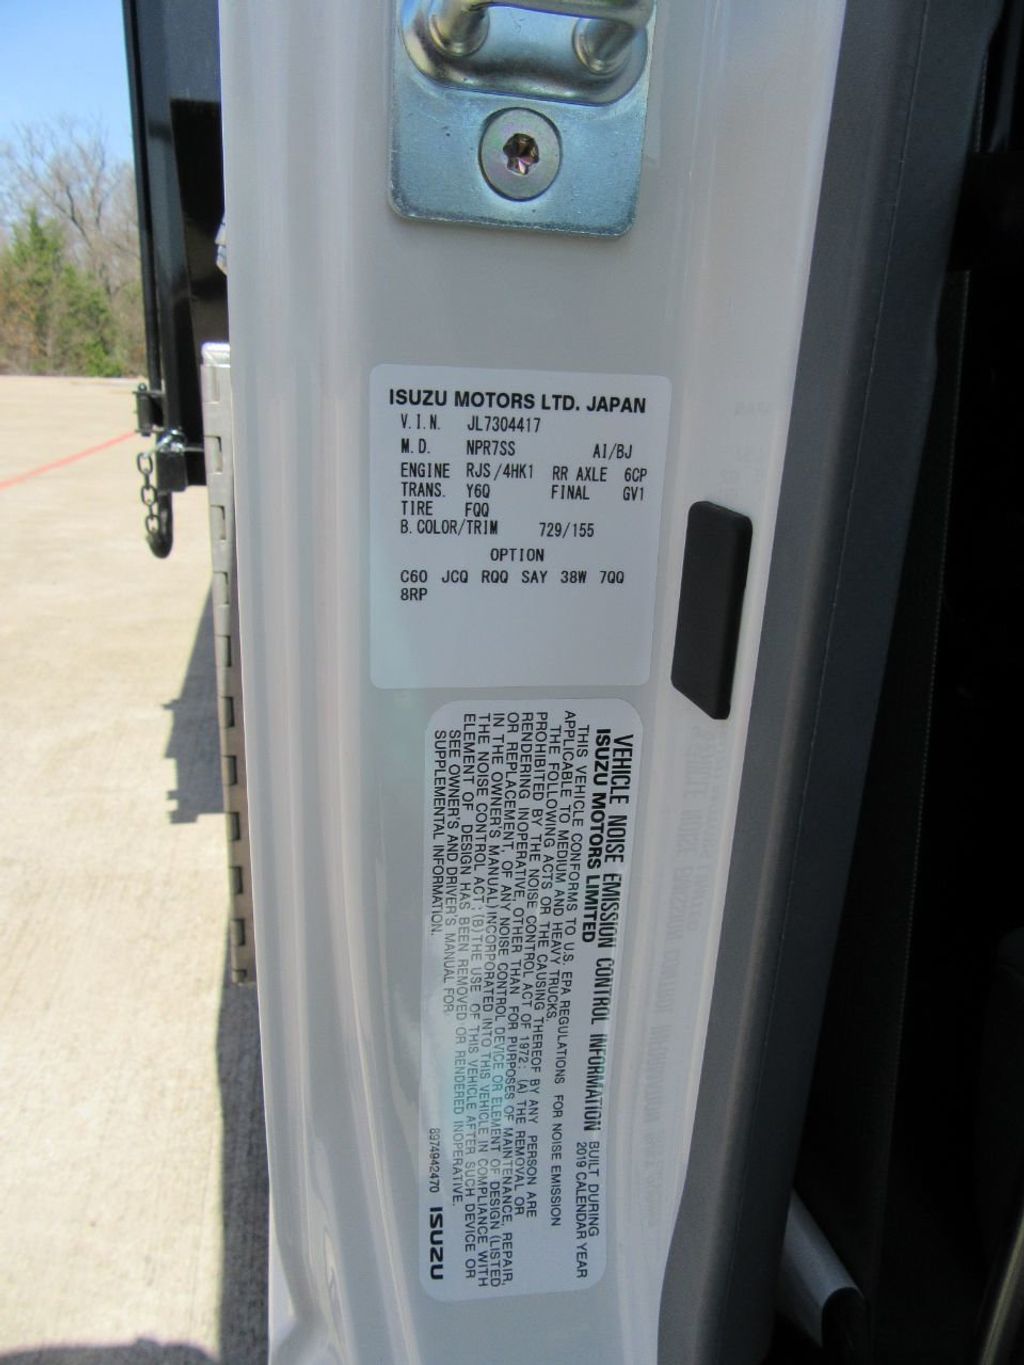 ISUZU MOTORS LTD. JAPAN
V.I.N. JL7304417
M.D. NPR7SS AI/BJ
ENGINE RJS/4HK1 RR AXLE 6CP
TRANS. Y6Q FINAL GV1
TIRE FQQ
B.COLOR/TRIM 729/155
OPTION
C60 JCQ RQQ SAY 38W 7QQ
8RP
VEHICLE NOISE EMISSION CONTROL INFORMATION
ISUZU MOTORS LIMITED
BUILT DURING
2019 CALENDAR YEAR
THIS VEHICLE CONFORMS TO U.S. EPA REGULATIONS FOR NOISE EMISSION
APPLICABLE TO MEDIUM AND HEAVY TRUCKS.
THE FOLLOWING ACTS OR THE CAUSING THEREOF BY ANY PERSON ARE
PROHIBITED BY THE NOISE CONTROL ACT OF 1972: (A) THE REMOVAL OR
RENDERING INOPERATIVE, OTHER THAN FOR PURPOSES OF MAINTENANCE, REPAIR,
OR REPLACEMENT, OF ANY NOISE CONTROL DEVICE OR ELEMENT OF DESIGN (LISTED
IN THE OWNER'S MANUAL) INCORPORATED INTO THIS VEHICLE IN COMPLIANCE WITH
THE NOISE CONTROL ACT; (B) THE USE OF THIS VEHICLE AFTER SUCH DEVICE OR
ELEMENT OF DESIGN HAS BEEN REMOVED OR RENDERED INOPERATIVE.
SEE OWNER'S AND DRIVER'S MANUAL FOR
SUPPLEMENTAL INFORMATION.
8974942470 ISUZU